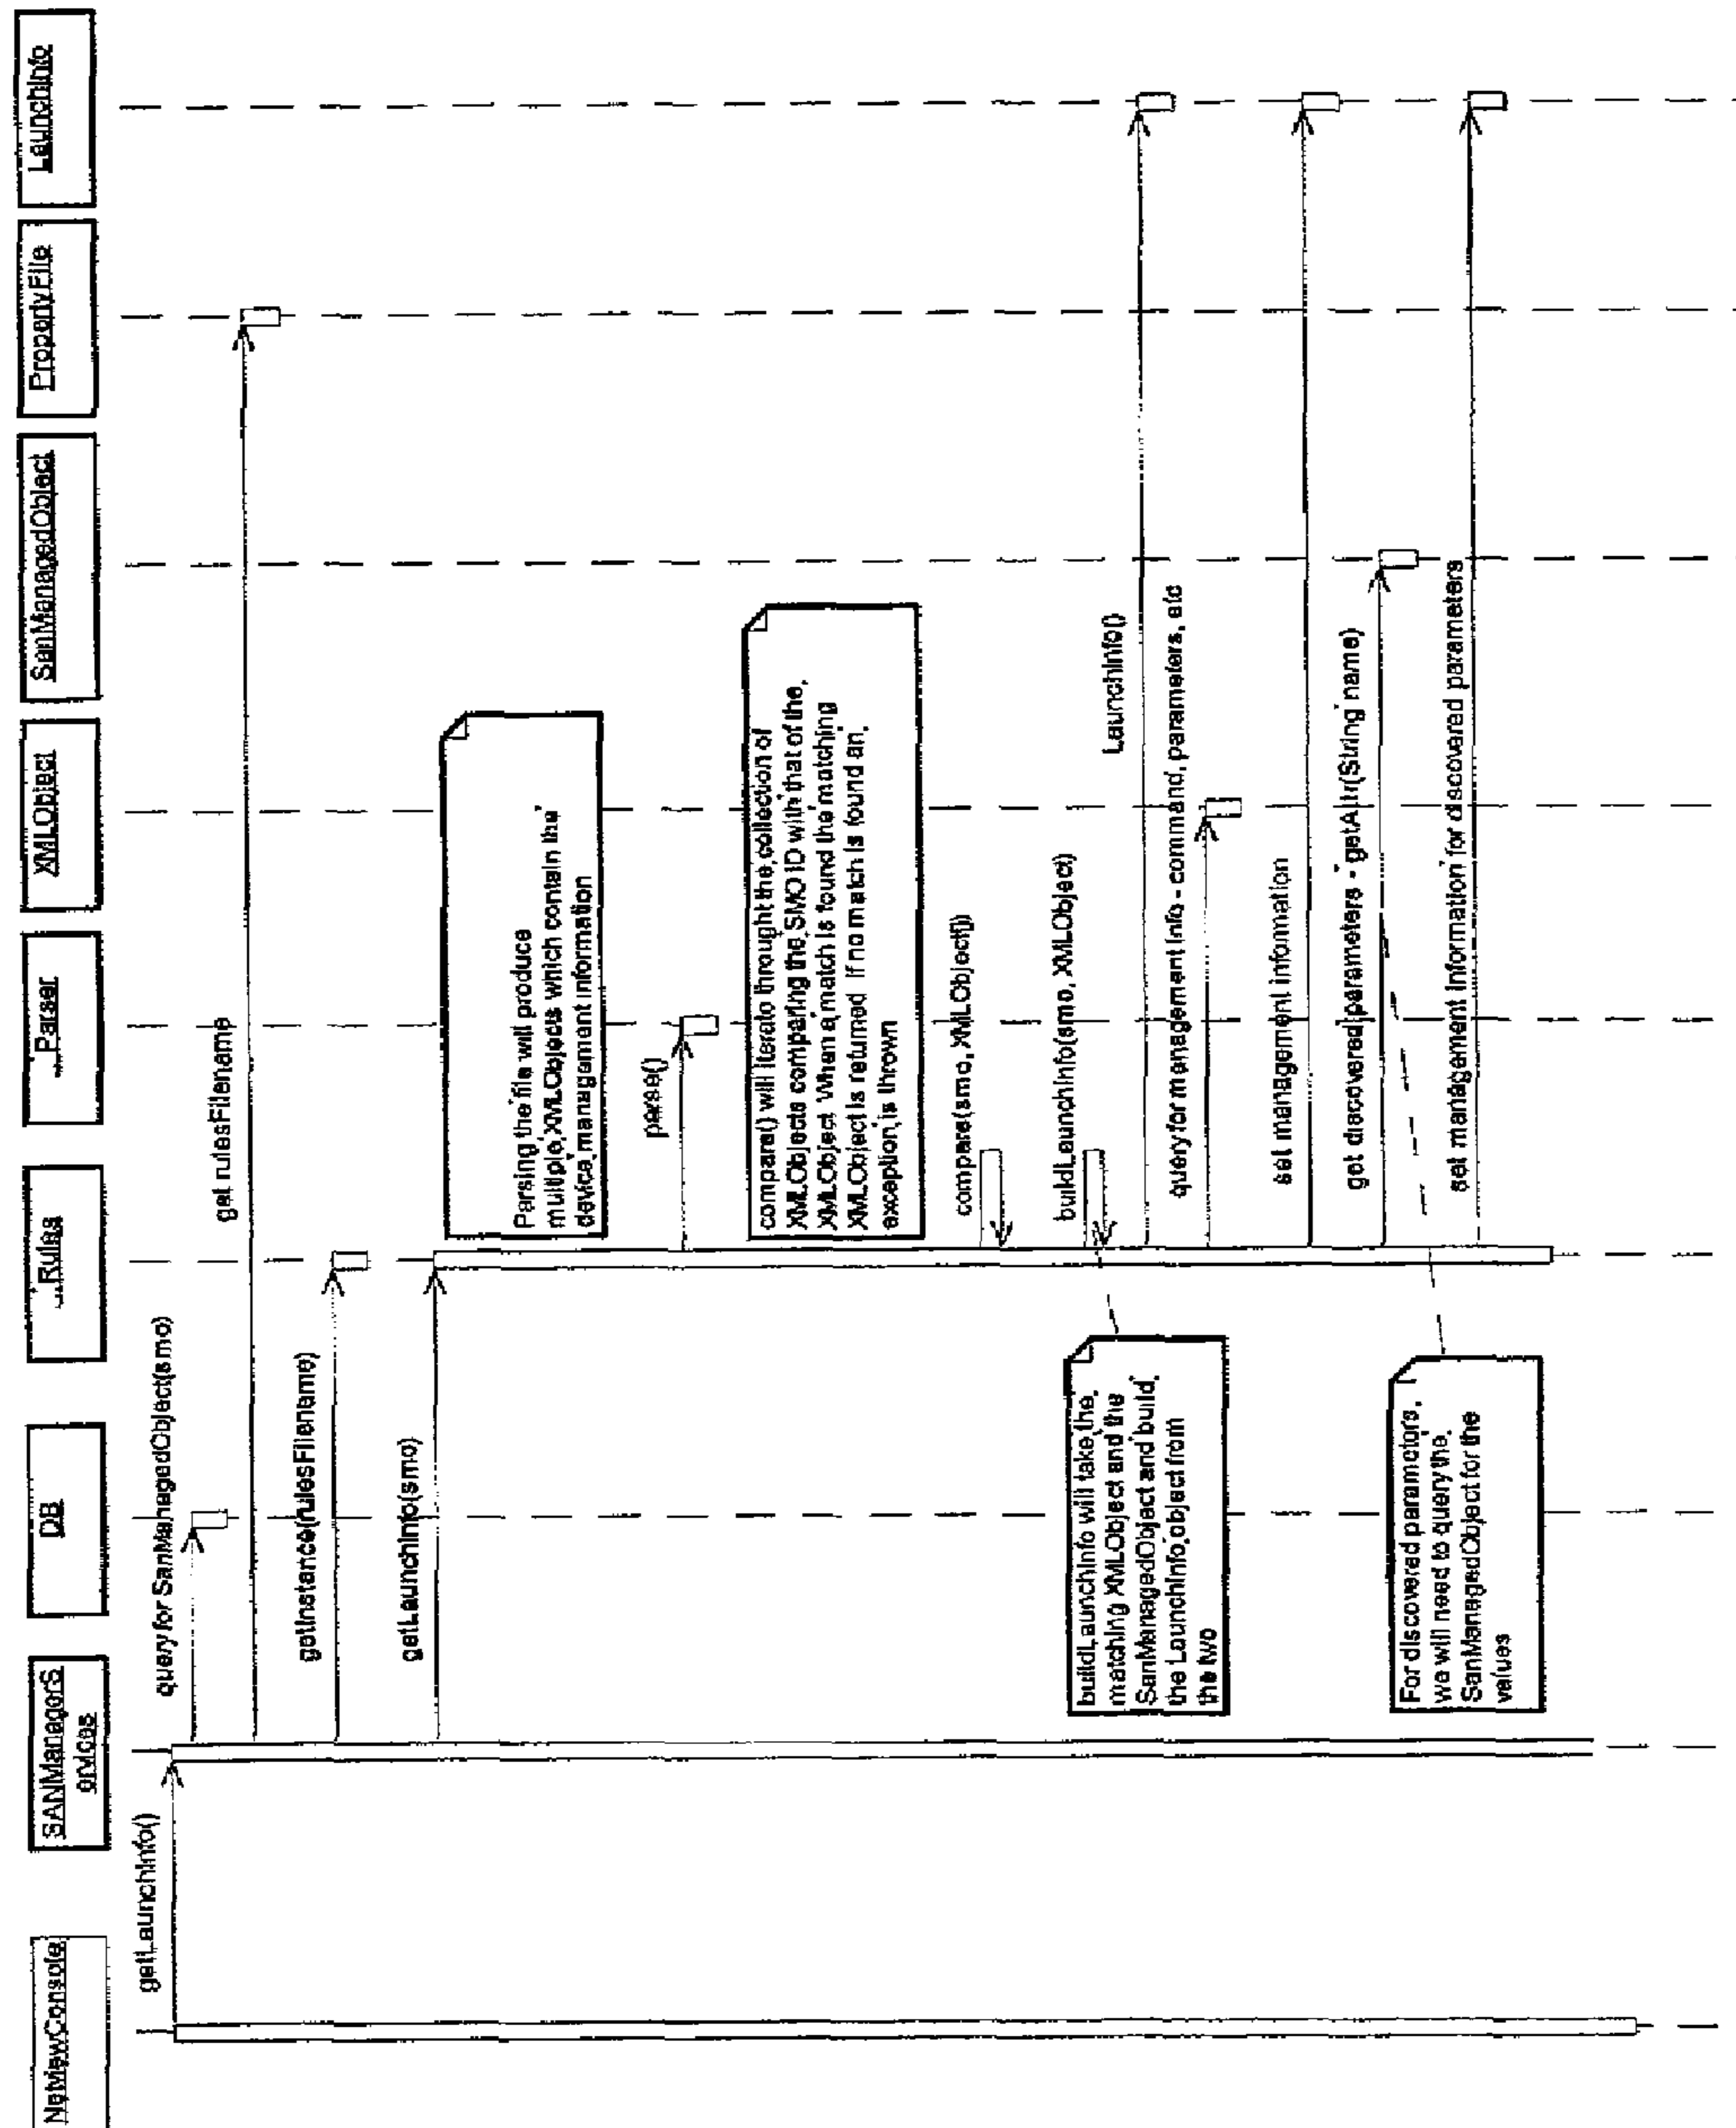 NetviewConsole
SANManagerS
ervices
DB
Rules
Parser
XMLObject
SanManagedObject
PropertyFile
LaunchInfo
getLaunchInfo()
query for SanManagedObject(smo)
get rulesFilename
getInstance(rulesFilename)
getLaunchInfo(smo)
Parsing the file will produce
multiple XMLObjects which contain the
device management information
parse()
compare() will iterate throught the collection of
XMLObjects comparing the SMO ID with that of the
XMLObject. When a match is found the matching
XMLObject is returned. If no match is found an
exception is thrown
compare(smo, XMLObject[])
buildLaunchInfo(smo, XMLObject)
buildLaunchInfo will take the
matching XMLObject and the
SanManagedObject and build
the LaunchInfo object from
the two
LaunchInfo()
query for management info - command, parameters, etc
set management information
get discovered parameters - getAttr(String name)
For discovered parameters,
we will need to query the
SanManagedObject for the
values
set management information for discovered parameters